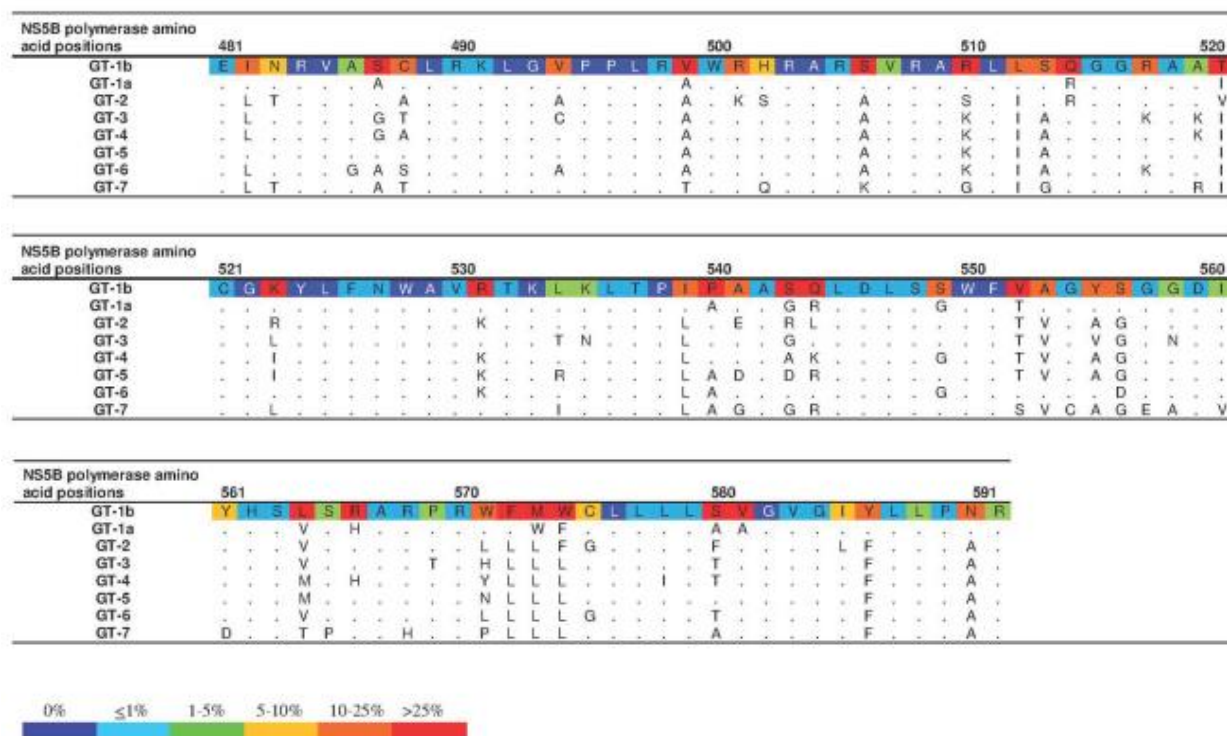 NS5B polymerase amino
acid positions 481 490 500 510 520
GT-1b E I N R V A S C L R K L G V P P L R V W R H R A R S V R A R L L S Q G G R A A T
GT-1a . . . . . . A . . . . . . . . . . . A . . . . . . . . . . . . . . R . . . . . I
GT-2 . L T . . . . A . . . . . A . . . . A . K S . . . A . . . S . I . R . . . . . V
GT-3 . L . . . . G T . . . . . C . . . . A . . . . . . A . . . K . I A . . . K . K I
GT-4 . L . . . . G A . . . . . . . . . . A . . . . . . A . . . K . I A . . . . . K I
GT-5 . . . . . . . . . . . . . . . . . . A . . . . . . A . . . K . I A . . . . . . I
GT-6 . L . . . G A S . . . . . A . . . . A . . . . . . A . . . K . I A . . . K . . I
GT-7 . L T . . . A T . . . . . . . . . . T . . Q . . . K . . . G . I G . . . . . R I
NS5B polymerase amino
acid positions 521 530 540 550 560
GT-1b C G K Y L F N W A V R T K L K L T P I P A A S Q L D L S S W F V A G Y S G G D I
GT-1a . . . . . . . . . . . . . . . . . . . A . . G R . . . . G . . T . . . . . . . .
GT-2 . . R . . . . . . . K . . . . . . . L . E . R L . . . . . . . T V . A G . . . .
GT-3 . . L . . . . . . . . . . T N . . . L . . . G . . . . . . . . T V . V G . N . .
GT-4 . . I . . . . . . . K . . . . . . . L . . . A K . . . . G . . T V . A G . . . .
GT-5 . . I . . . . . . . K . . R . . . . L A D . D R . . . . . . . T V . A G . . . .
GT-6 . . . . . . . . . . K . . . . . . . L A . . . . . . . . G . . . . . . D . . . .
GT-7 . . L . . . . . . . . . . I . . . . L A G . G R . . . . . . . S V C A G E A . V
NS5B polymerase amino
acid positions 561 570 580 591
GT-1b Y H S L S R A R P R W F M W C L L L L S V G V G I Y L L P N R
GT-1a . . . V . H . . . . . . W F . . . . . A A . . . . . . . . . .
GT-2 . . . V . . . . . . L L L F G . . . . F . . . . L F . . . A .
GT-3 . . . V . . . . T . H L L L . . . . . T . . . . . F . . . A .
GT-4 . . . M . H . . . . Y L L L . . . I . T . . . . . F . . . A .
GT-5 . . . M . . . . . . N L L L . . . . . . . . . . . F . . . A .
GT-6 . . . V . . . . . . L L L L G . . . . T . . . . . F . . . A .
GT-7 D . . T P . . H . . P L L L . . . . . A . . . . . F . . . A .
0% ≤1% 1-5% 5-10% 10-25% >25%